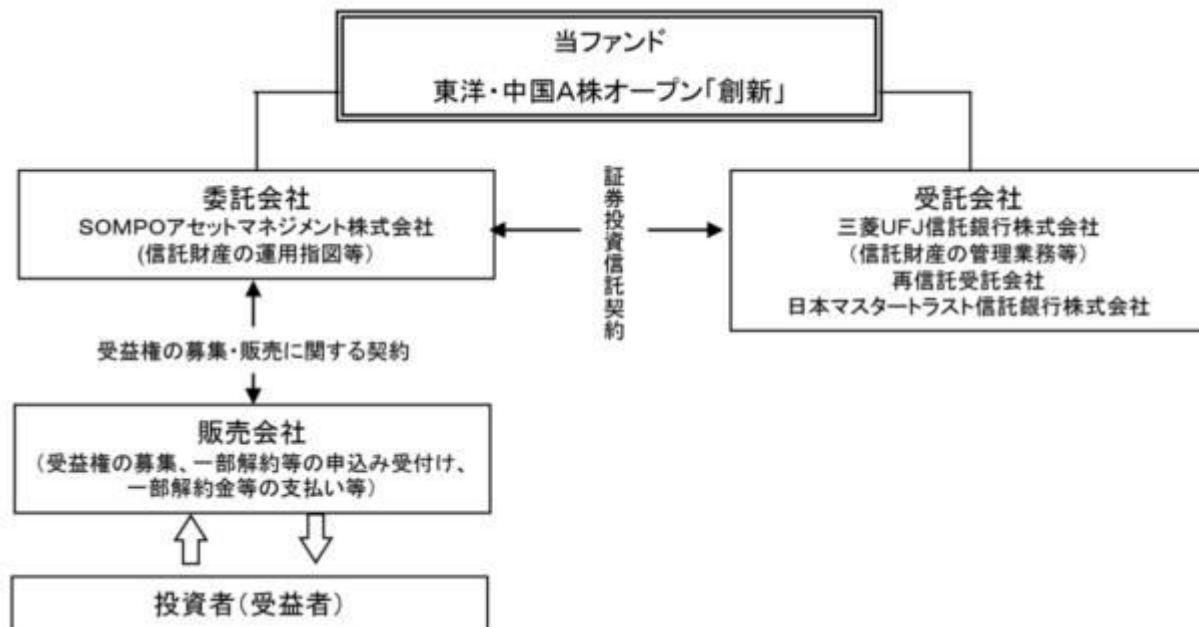 当ファンド
東洋・中国A株オープン「創新」
委託会社
SOMPOアセットマネジメント株式会社
(信託財産の運用指図等)
証券投資信託契約
受託会社
三菱UFJ信託銀行株式会社
(信託財産の管理業務等)
再信託受託会社
日本マスタートラスト信託銀行株式会社
受益権の募集・販売に関する契約
販売会社
(受益権の募集、一部解約等の申込み受付け、
一部解約金等の支払い等)
投資者(受益者)